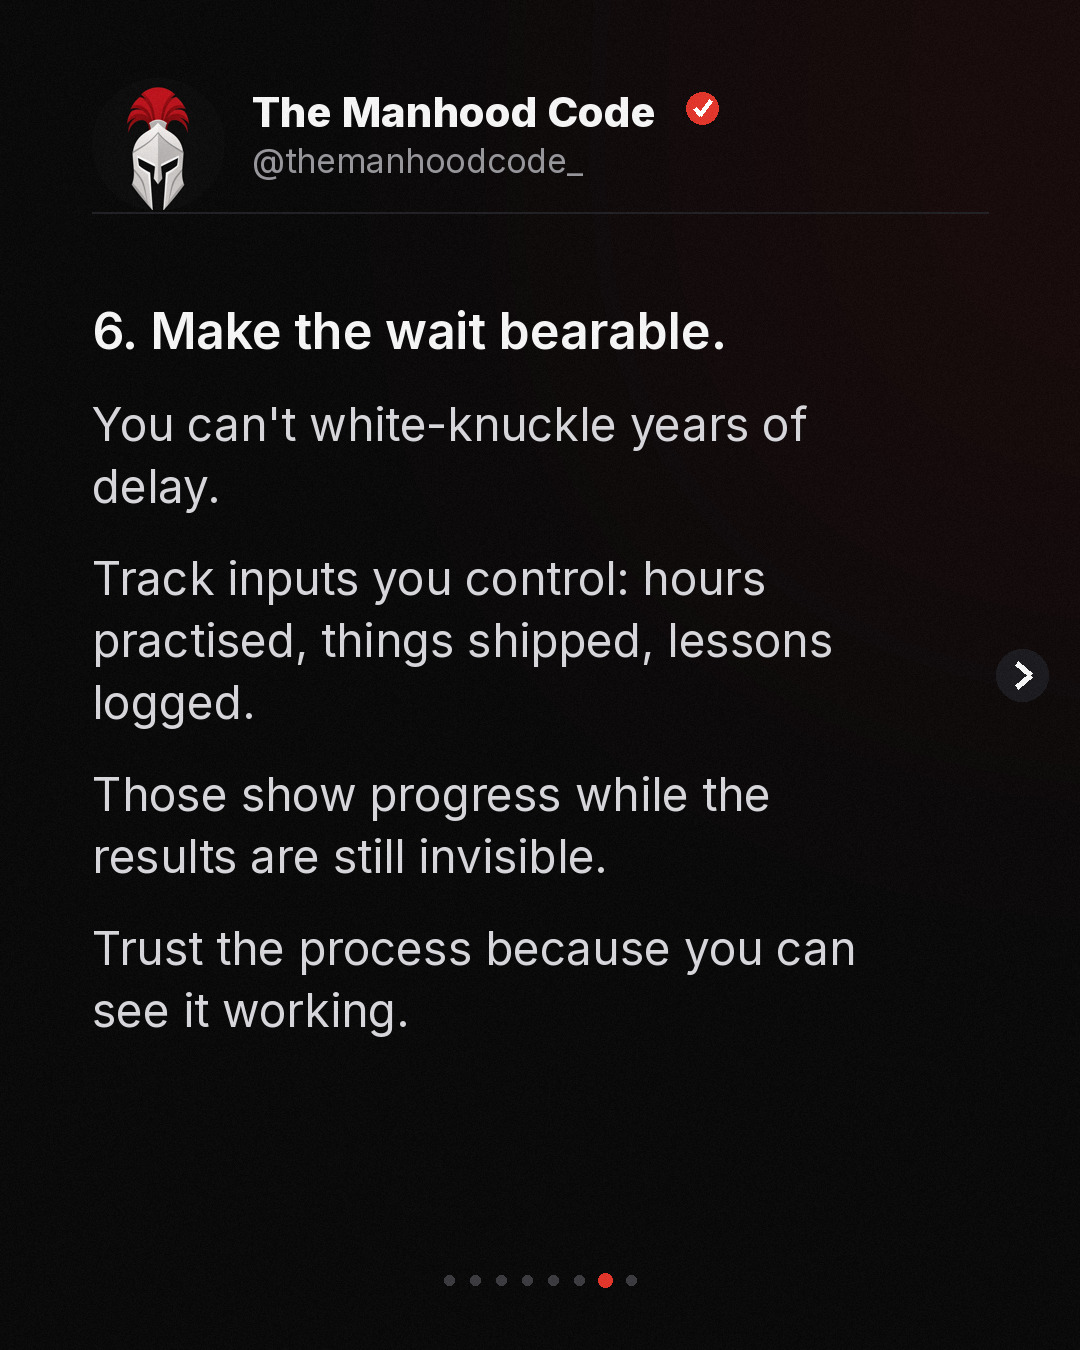 The Manhood Code
@themanhoodcode_
6. Make the wait bearable.
You can't white-knuckle years of
delay.
Track inputs you control: hours
practised, things shipped, lessons
logged.
Those show progress while the
results are still invisible.
Trust the process because you can
see it working.